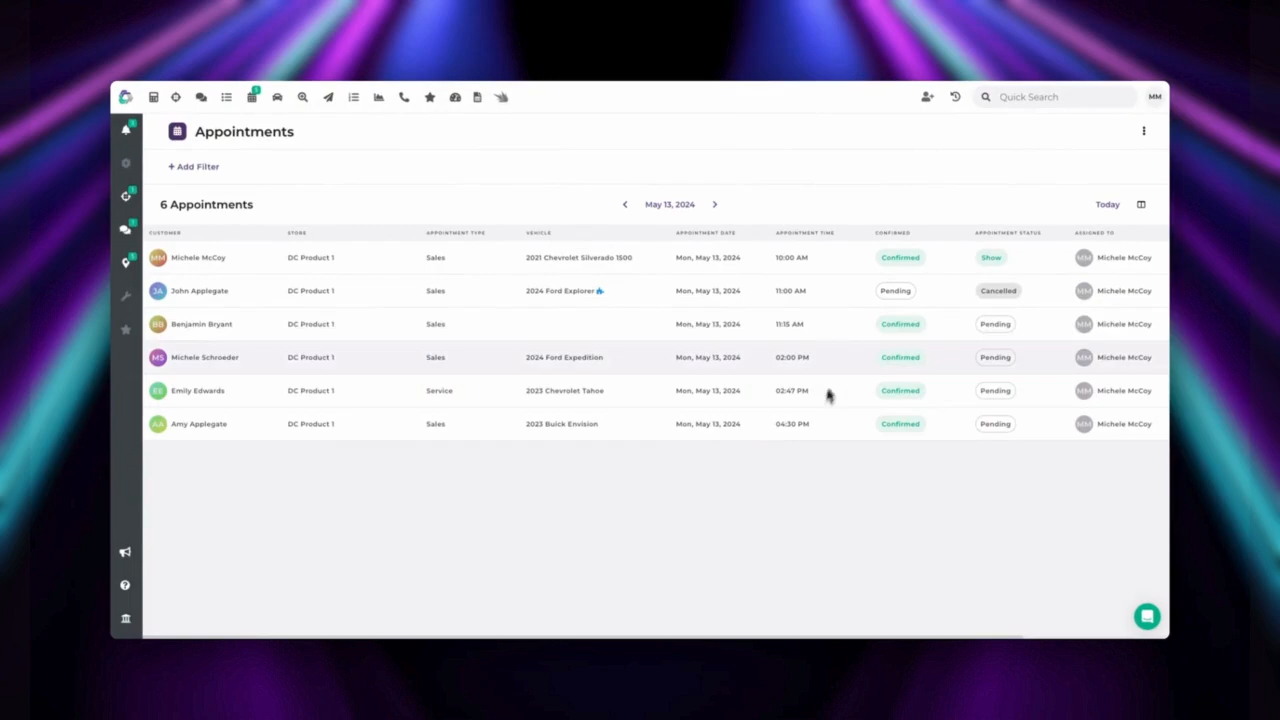 1
Quick Search
MM
1
Appointments
+ Add Filter
1
6 Appointments
May 13, 2024
Today
1
CUSTOMER STORE APPOINTMENT TYPE VEHICLE APPOINTMENT DATE APPOINTMENT TIME CONFIRMED APPOINTMENT STATUS ASSIGNED TO
MM Michele McCoy DC Product 1 Sales 2021 Chevrolet Silverado 1500 Mon, May 13, 2024 10:00 AM Confirmed Show MM Michele McCoy
1
JA John Applegate DC Product 1 Sales 2024 Ford Explorer Mon, May 13, 2024 11:00 AM Pending Cancelled MM Michele McCoy
BB Benjamin Bryant DC Product 1 Sales Mon, May 13, 2024 11:15 AM Confirmed Pending MM Michele McCoy
MS Michele Schroeder DC Product 1 Sales 2024 Ford Expedition Mon, May 13, 2024 02:00 PM Confirmed Pending MM Michele McCoy
EE Emily Edwards DC Product 1 Service 2023 Chevrolet Tahoe Mon, May 13, 2024 02:47 PM Confirmed Pending MM Michele McCoy
AA Amy Applegate DC Product 1 Sales 2023 Buick Envision Mon, May 13, 2024 04:30 PM Confirmed Pending MM Michele McCoy